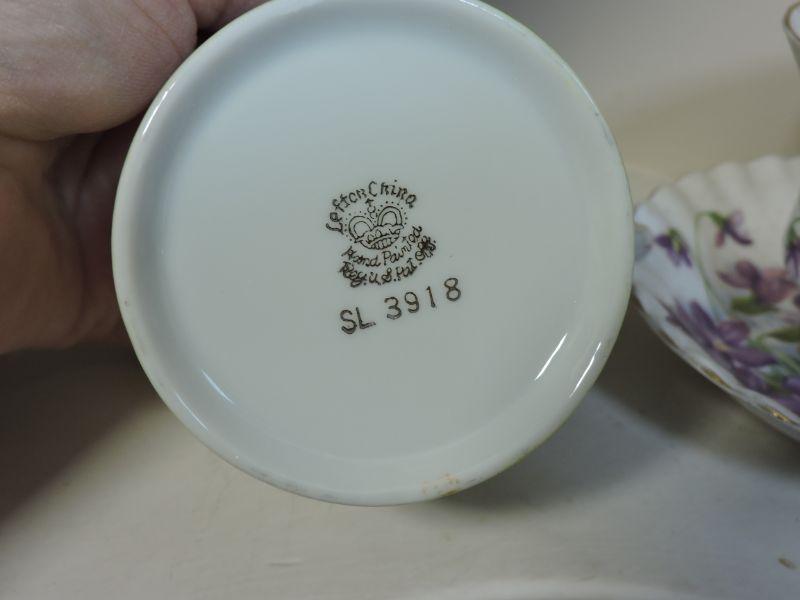 Lefton China
Hand Painted
Reg. U.S. Pat. Off.
SL 3918